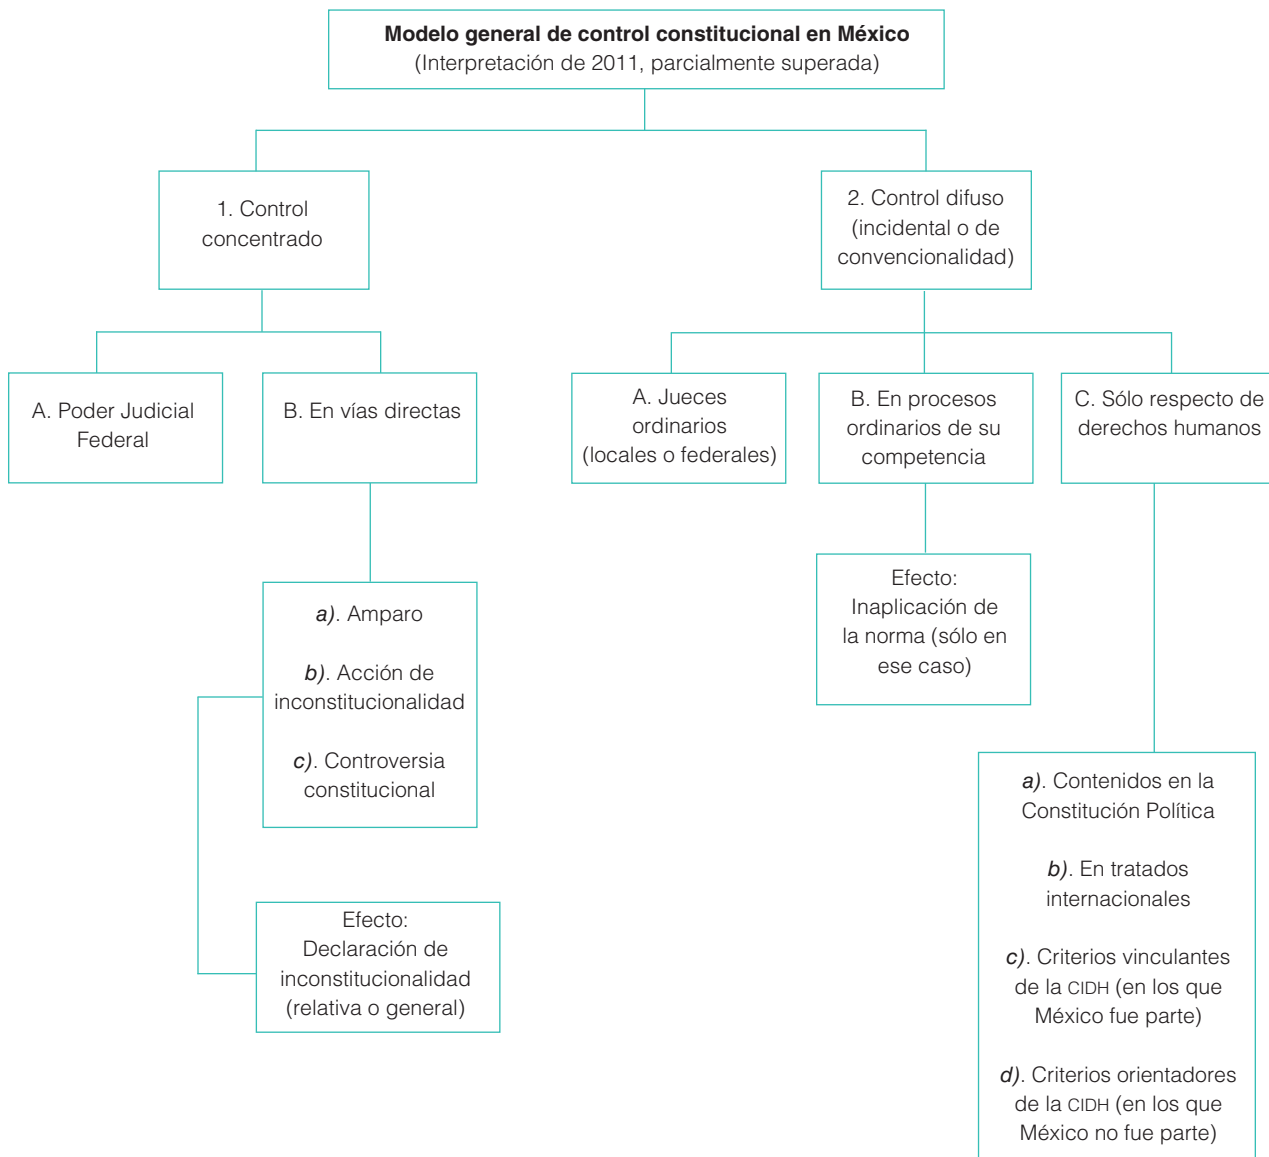 Modelo general de control constitucional en México
(Interpretación de 2011, parcialmente superada)
1. Control
concentrado
2. Control difuso
(incidental o de
convencionalidad)
A. Poder Judicial
Federal
B. En vías directas
A. Jueces
ordinarios
(locales o federales)
B. En procesos
ordinarios de su
competencia
C. Sólo respecto de
derechos humanos
a). Amparo
b). Acción de
inconstitucionalidad
c). Controversia
constitucional
Efecto:
Inaplicación de
la norma (sólo en
ese caso)
Efecto:
Declaración de
inconstitucionalidad
(relativa o general)
a). Contenidos en la
Constitución Política
b). En tratados
internacionales
c). Criterios vinculantes
de la CIDH (en los que
México fue parte)
d). Criterios orientadores
de la CIDH (en los que
México no fue parte)